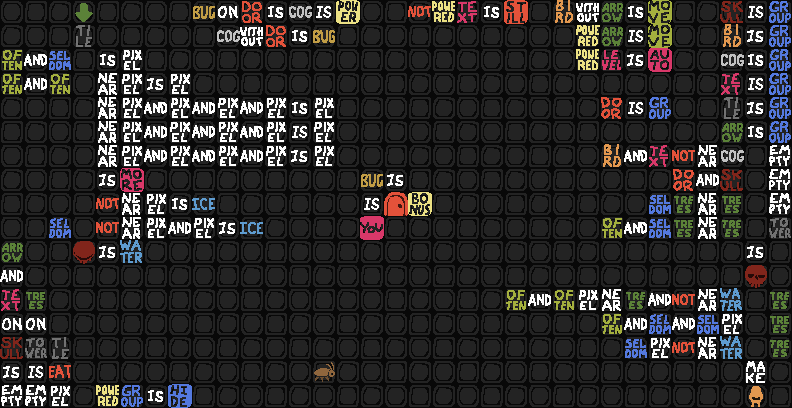 BUG ON DOOR IS COG IS POWER NOT POWERED TEXT IS STILL BIRD WITHOUT ARROW IS MOVE SKULL IS GROUP
TILE COG WITHOUT DOOR IS BUG POWERED ARROW IS MOVE BIRD IS GROUP
OFTEN AND SELDOM IS PIXEL POWERED LEVEL IS AUTO COG IS GROUP
OFTEN AND OFTEN NEAR PIXEL IS PIXEL TEXT IS GROUP
NEAR PIXEL AND PIXEL AND PIXEL AND PIXEL IS PIXEL DOOR IS GROUP TILE IS GROUP
NEAR PIXEL AND PIXEL AND PIXEL AND PIXEL IS PIXEL ARROW IS GROUP
NEAR PIXEL AND PIXEL AND PIXEL AND PIXEL IS PIXEL BIRD AND TEXT NOT NEAR COG EMPTY
IS MORE BUG IS DOOR AND SKULL EMPTY
NOT NEAR PIXEL IS ICE IS BONUS SELDOM TREES NEAR TREES EMPTY
SELDOM NOT NEAR PIXEL AND PIXEL IS ICE YOU OFTEN AND SELDOM TREES NEAR TREES TOWER
ARROW IS WATER IS
AND
TEXT TREES OFTEN AND OFTEN PIXEL NEAR TREES AND NOT NEAR WATER TREES
ON ON OFTEN AND SELDOM AND SELDOM PIXEL TREES
SKULL TOWER TILE SELDOM PIXEL NOT NEAR WATER TREES
IS IS EAT MAKE
EMPTY EMPTY PIXEL POWERED GROUP IS HIDE